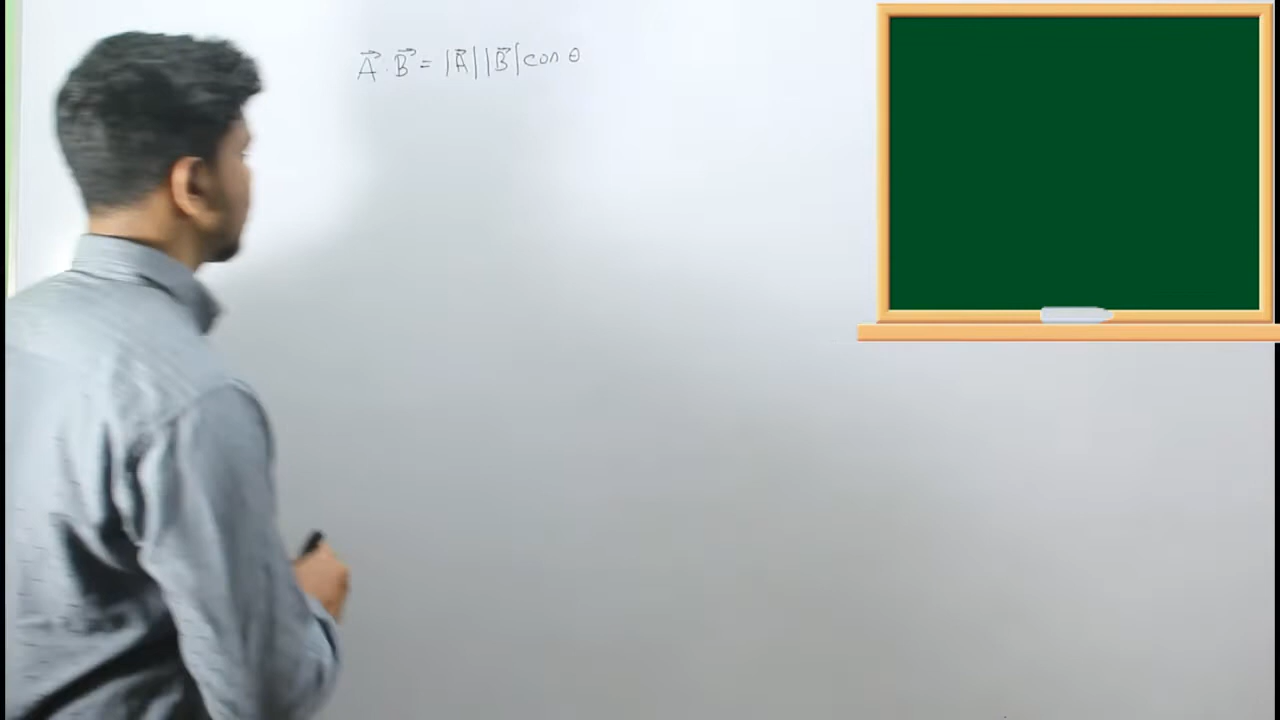 A⃗ . B⃗ = |A⃗| |B⃗| cos θ